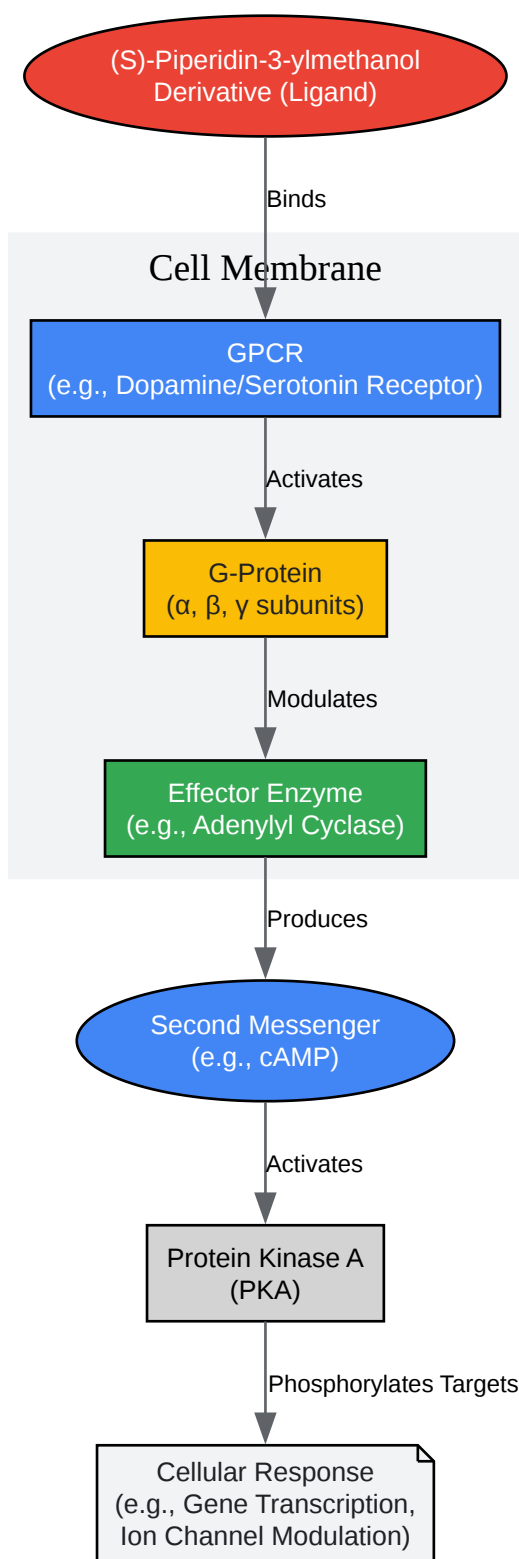 (S)-Piperidin-3-ylmethanol
Derivative (Ligand)
Binds
Cell Membrane
GPCR
(e.g., Dopamine/Serotonin Receptor)
Activates
G-Protein
(α, β, γ subunits)
Modulates
Effector Enzyme
(e.g., Adenylyl Cyclase)
Produces
Second Messenger
(e.g., cAMP)
Activates
Protein Kinase A
(PKA)
Phosphorylates Targets
Cellular Response
(e.g., Gene Transcription,
Ion Channel Modulation)